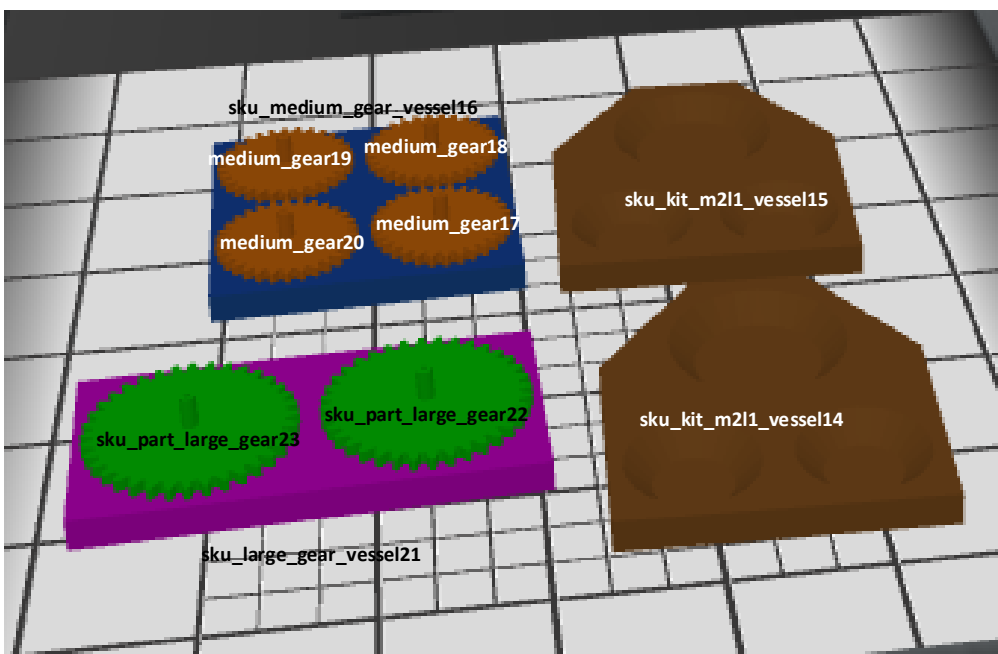 sku_medium_gear_vessel16
medium_gear19
medium_gear18
sku_kit_m2l1_vessel15
medium_gear20
medium_gear17
sku_part_large_gear23
sku_part_large_gear22
sku_kit_m2l1_vessel14
sku_large_gear_vessel21